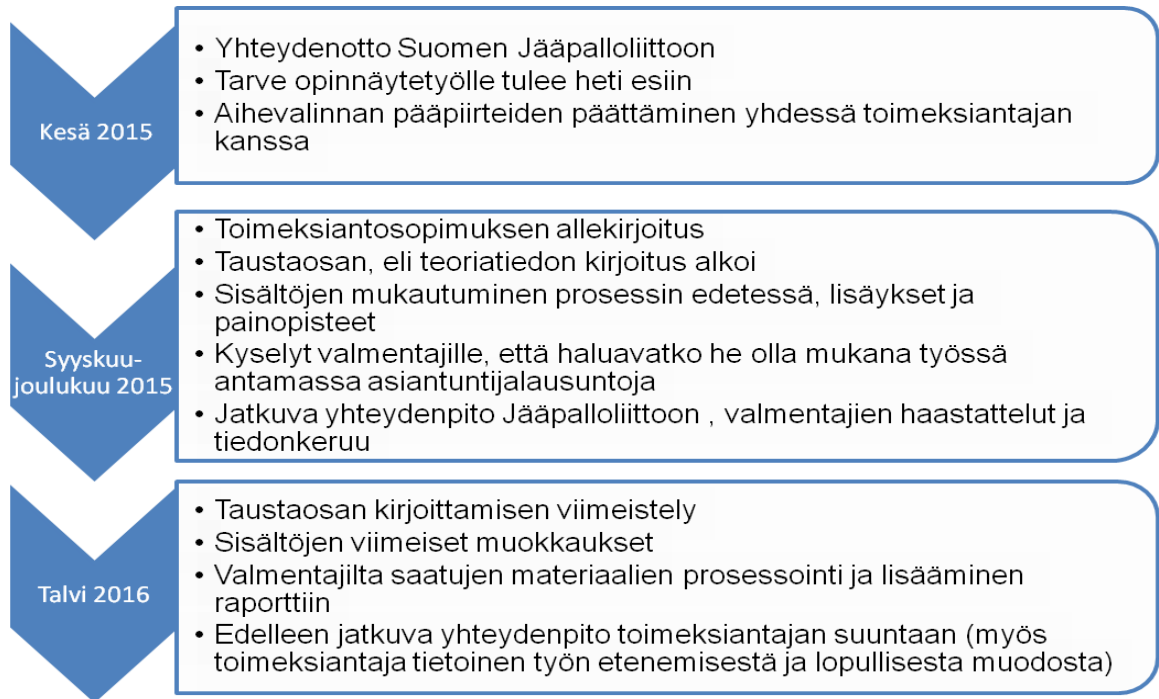 Kesä 2015
• Yhteydenotto Suomen Jääpalloliittoon
• Tarve opinnäytetyölle tulee heti esiin
• Aihevalinnan pääpiirteiden päättäminen yhdessä toimeksiantajan
kanssa
Syyskuu-
joulukuu 2015
• Toimeksiantosopimuksen allekirjoitus
• Taustaosan, eli teoriatiedon kirjoitus alkoi
• Sisältöjen mukautuminen prosessin edetessä, lisäykset ja
painopisteet
• Kyselyt valmentajille, että haluavatko he olla mukana työssä
antamassa asiantuntijalausuntoja
• Jatkuva yhteydenpito Jääpalloliittoon , valmentajien haastattelut ja
tiedonkeruu
Talvi 2016
• Taustaosan kirjoittamisen viimeistely
• Sisältöjen viimeiset muokkaukset
• Valmentajilta saatujen materiaalien prosessointi ja lisääminen
raporttiin
• Edelleen jatkuva yhteydenpito toimeksiantajan suuntaan (myös
toimeksiantaja tietoinen työn etenemisestä ja lopullisesta muodosta)